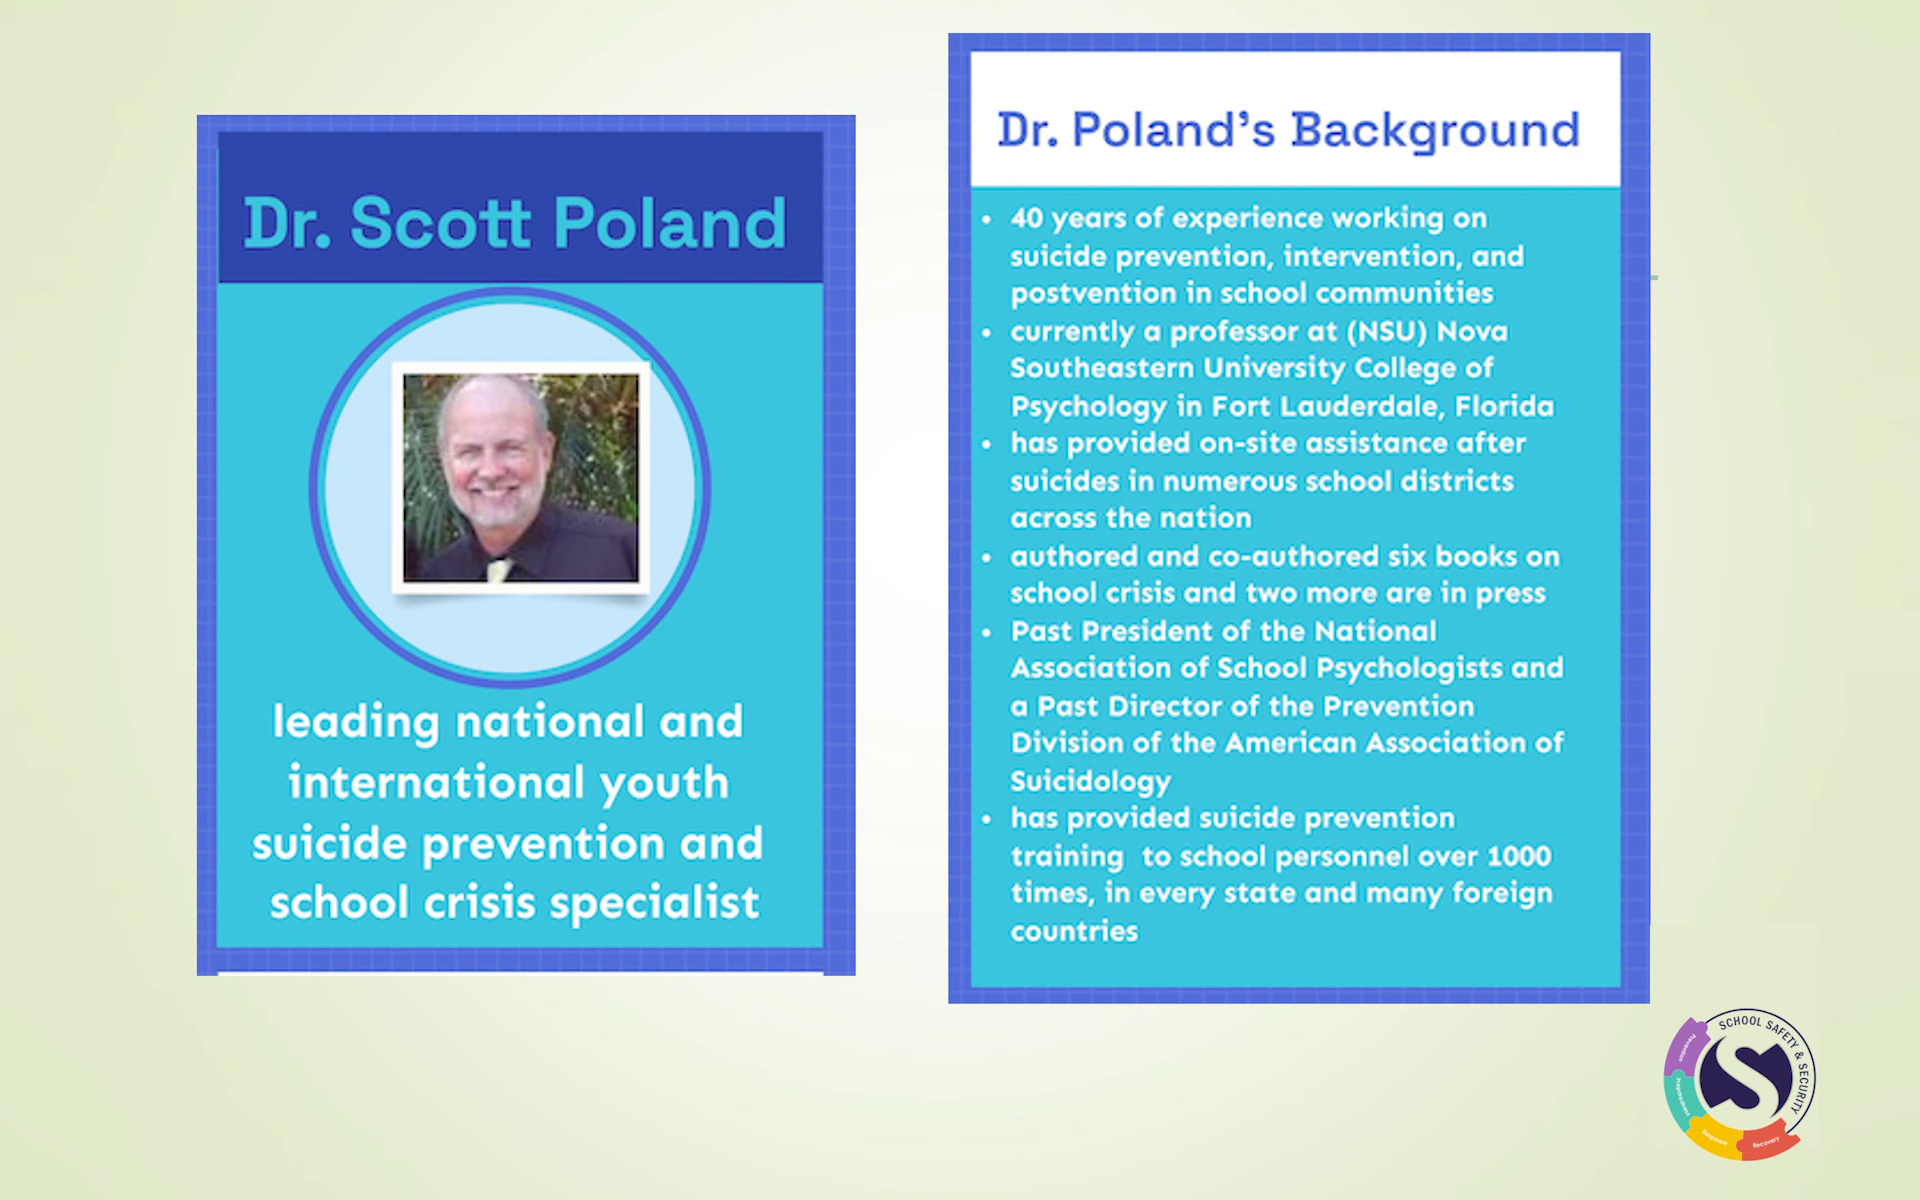 Dr. Scott Poland
leading national and
international youth
suicide prevention and
school crisis specialist
Dr. Poland's Background
• 40 years of experience working on
suicide prevention, intervention, and
postvention in school communities
• currently a professor at (NSU) Nova
Southeastern University College of
Psychology in Fort Lauderdale, Florida
• has provided on-site assistance after
suicides in numerous school districts
across the nation
• authored and co-authored six books on
school crisis and two more are in press
• Past President of the National
Association of School Psychologists and
a Past Director of the Prevention
Division of the American Association of
Suicidology
• has provided suicide prevention
training  to school personnel over 1000
times, in every state and many foreign
countries
SCHOOL SAFETY & SECURITY
S
Prevention
Preparedness
Response
Recovery